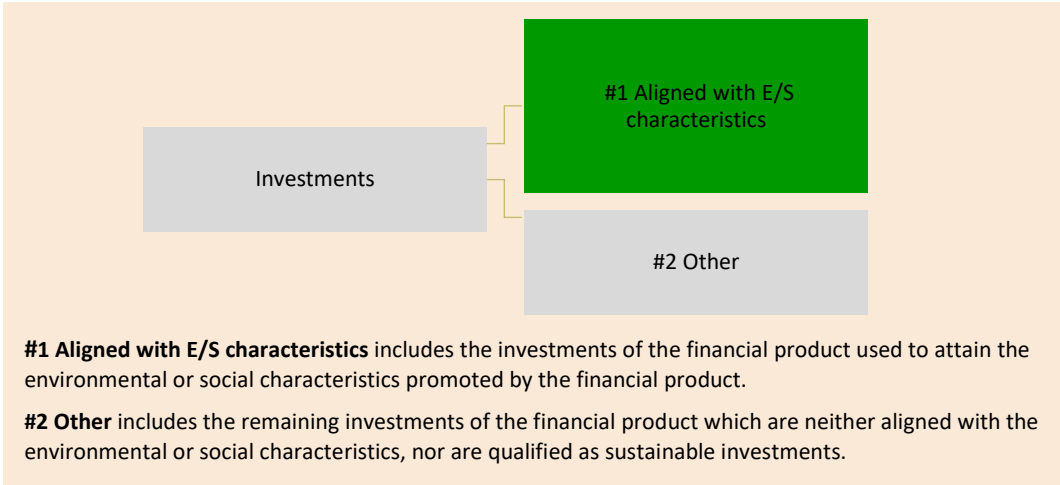 #1 Aligned with E/S
characteristics
Investments
#2 Other
#1 Aligned with E/S characteristics includes the investments of the financial product used to attain the
environmental or social characteristics promoted by the financial product.
#2 Other includes the remaining investments of the financial product which are neither aligned with the
environmental or social characteristics, nor are qualified as sustainable investments.